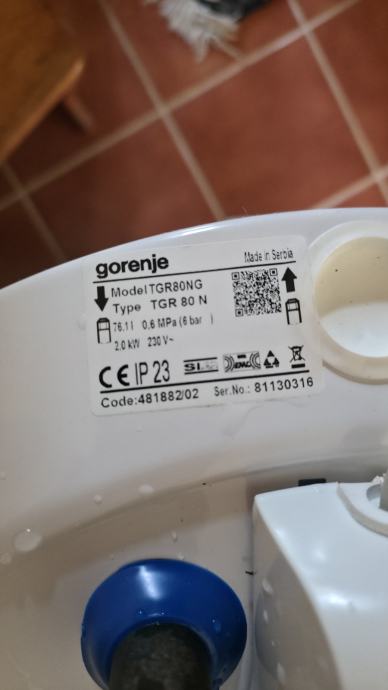 gorenje
Made in Serbia
Model TGR80NG
Type TGR 80 N
76.1 l 0,6 MPa (6 bar)
2.0 kW 230 V~
CE IP 23
EMC
Code:481882/02 Ser.No.: 81130316